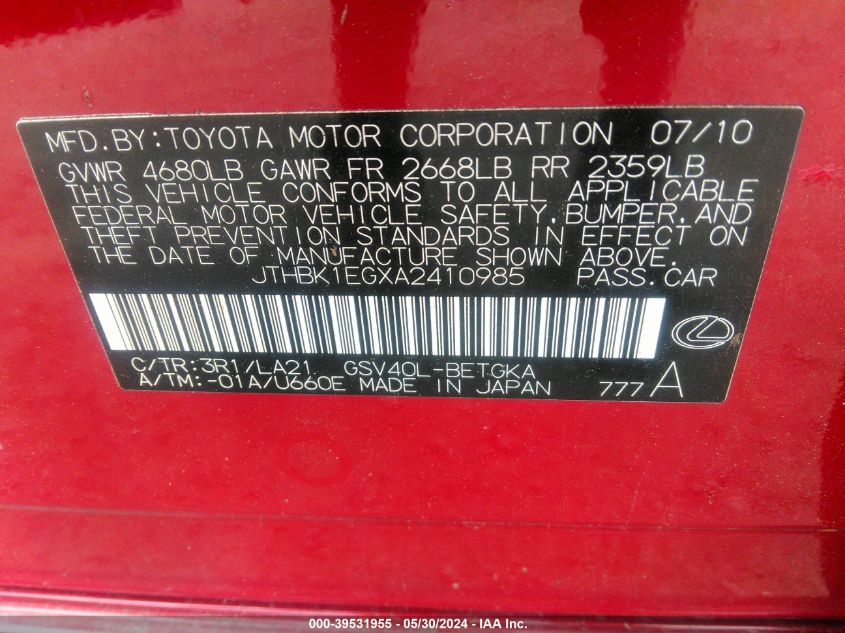 MFD.BY:TOYOTA MOTOR CORPORATION 07/10
GVWR 4680LB GAWR FR 2668LB RR 2359LB
THIS VEHICLE CONFORMS TO ALL APPLICABLE
FEDERAL MOTOR VEHICLE SAFETY,BUMPER,AND
THEFT PREVENTION STANDARDS IN EFFECT ON
THE DATE OF MANUFACTURE SHOWN ABOVE.
JTHBK1EGXA2410985 PASS.CAR
C/TR:3R1/LA21 GSV40L-BETGKA
A/TM:-01A/U660E MADE IN JAPAN 777A
000-39531955 - 05/30/2024 - IAA Inc.